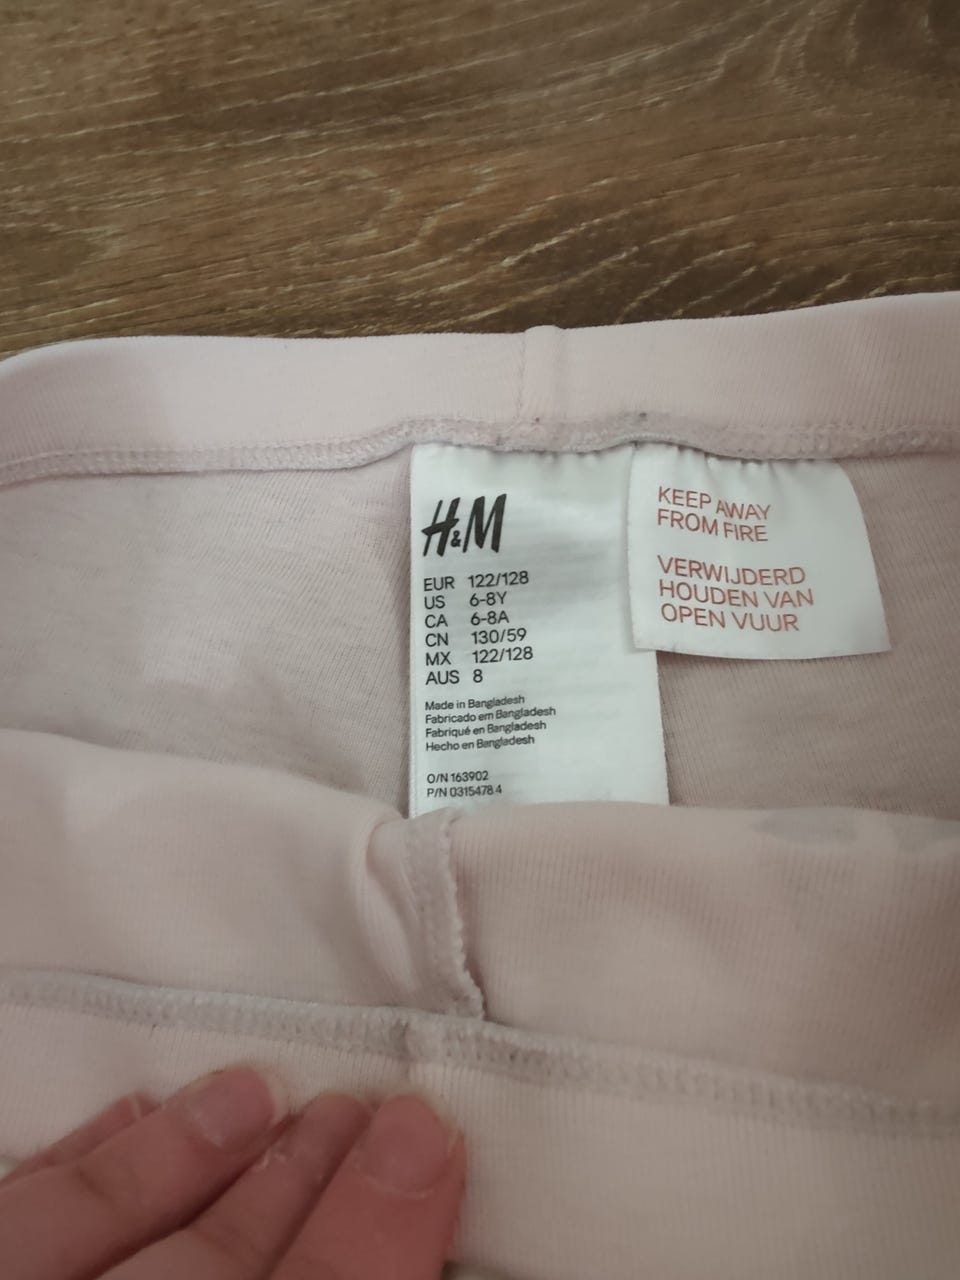 H&M
EUR 122/128
US 6-8Y
CA 6-8A
CN 130/59
MX 122/128
AUS 8
Made in Bangladesh
Fabricado em Bangladesh
Fabriqué en Bangladesh
Hecho en Bangladesh
O/N 163902
P/N 0315478.4
KEEP AWAY
FROM FIRE
VERWIJDERD
HOUDEN VAN
OPEN VUUR